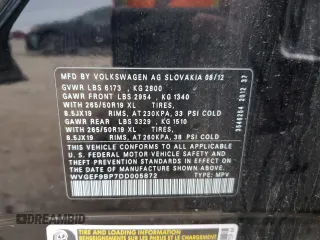 MFD BY VOLKSWAGEN AG SLOVAKIA 09/12
GVWR LBS 6173 , KG 2800
GAWR FRONT LBS 2954 , KG 1340
WITH 265/50R19 XL TIRES,
8.5JX19 RIMS, AT 230KPA, 33 PSI COLD
GAWR REAR LBS 3329 , KG 1510
WITH 265/50R19 XL TIRES,
8.5JX19 RIMS, AT 260KPA, 38 PSI COLD
THIS VEHICLE CONFORMS TO ALL APPLICABLE
U.S. FEDERAL MOTOR VEHICLE SAFETY AND
THEFT PREVENTION STANDARDS IN EFFECT
ON THE DATE OF MANUFACTURE SHOWN ABOVE.
WVGEF9BP7DD005872 TYPE: MPV